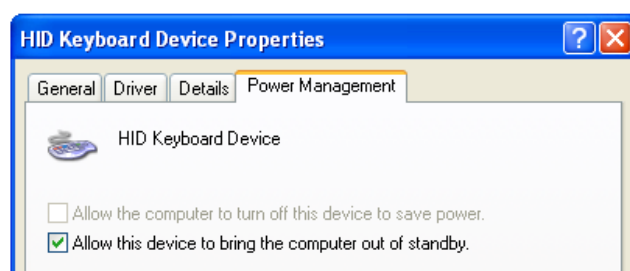 HID Keyboard Device Properties
General Driver Details Power Management
HID Keyboard Device
Allow the computer to turn off this device to save power.
Allow this device to bring the computer out of standby.